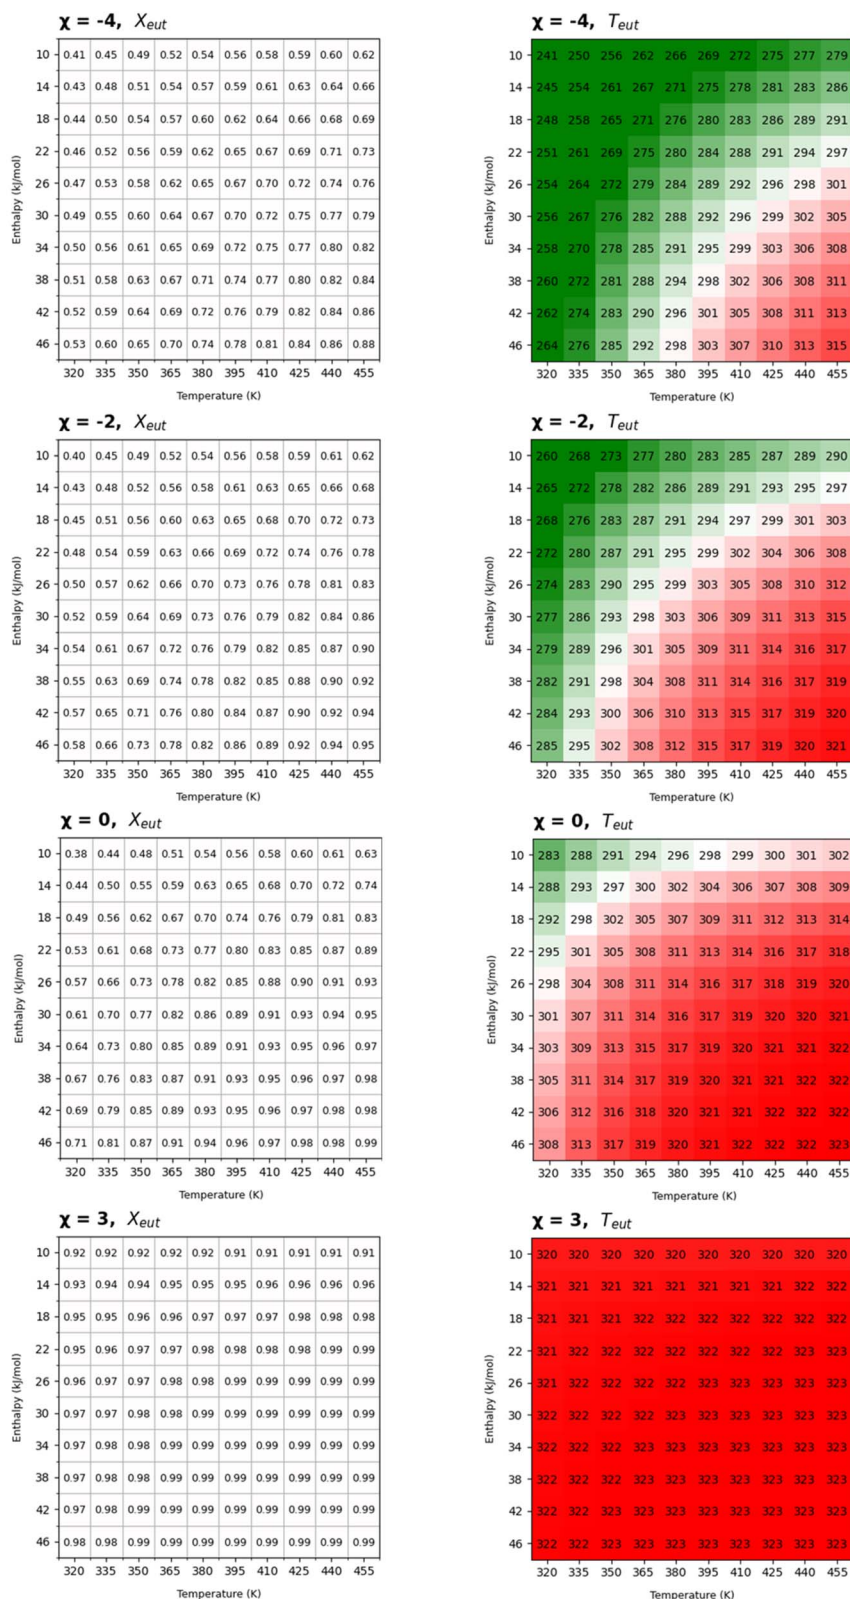 χ = -4, Xeut
Enthalpy (kJ/mol)
10 0.41 0.45 0.49 0.52 0.54 0.56 0.58 0.59 0.60 0.62
14 0.43 0.48 0.51 0.54 0.57 0.59 0.61 0.63 0.64 0.66
18 0.44 0.50 0.54 0.57 0.60 0.62 0.64 0.66 0.68 0.69
22 0.46 0.52 0.56 0.59 0.62 0.65 0.67 0.69 0.71 0.73
26 0.47 0.53 0.58 0.62 0.65 0.67 0.70 0.72 0.74 0.76
30 0.49 0.55 0.60 0.64 0.67 0.70 0.72 0.75 0.77 0.79
34 0.50 0.56 0.61 0.65 0.69 0.72 0.75 0.77 0.80 0.82
38 0.51 0.58 0.63 0.67 0.71 0.74 0.77 0.80 0.82 0.84
42 0.52 0.59 0.64 0.69 0.72 0.76 0.79 0.82 0.84 0.86
46 0.53 0.60 0.65 0.70 0.74 0.78 0.81 0.84 0.86 0.88
320 335 350 365 380 395 410 425 440 455
Temperature (K)
χ = -4, Teut
Enthalpy (kJ/mol)
10 241 250 256 262 266 269 272 275 277 279
14 245 254 261 267 271 275 278 281 283 286
18 248 258 265 271 276 280 283 286 289 291
22 251 261 269 275 280 284 288 291 294 297
26 254 264 272 279 284 289 292 296 298 301
30 256 267 276 282 288 292 296 299 302 305
34 258 270 278 285 291 295 299 303 306 308
38 260 272 281 288 294 298 302 306 308 311
42 262 274 283 290 296 301 305 308 311 313
46 264 276 285 292 298 303 307 310 313 315
320 335 350 365 380 395 410 425 440 455
Temperature (K)
χ = -2, Xeut
Enthalpy (kJ/mol)
10 0.40 0.45 0.49 0.52 0.54 0.56 0.58 0.59 0.61 0.62
14 0.43 0.48 0.52 0.56 0.58 0.61 0.63 0.65 0.66 0.68
18 0.45 0.51 0.56 0.60 0.63 0.65 0.68 0.70 0.72 0.73
22 0.48 0.54 0.59 0.63 0.66 0.69 0.72 0.74 0.76 0.78
26 0.50 0.57 0.62 0.66 0.70 0.73 0.76 0.78 0.81 0.83
30 0.52 0.59 0.64 0.69 0.73 0.76 0.79 0.82 0.84 0.86
34 0.54 0.61 0.67 0.72 0.76 0.79 0.82 0.85 0.87 0.90
38 0.55 0.63 0.69 0.74 0.78 0.82 0.85 0.88 0.90 0.92
42 0.57 0.65 0.71 0.76 0.80 0.84 0.87 0.90 0.92 0.94
46 0.58 0.66 0.73 0.78 0.82 0.86 0.89 0.92 0.94 0.95
320 335 350 365 380 395 410 425 440 455
Temperature (K)
χ = -2, Teut
Enthalpy (kJ/mol)
10 260 268 273 277 280 283 285 287 289 290
14 265 272 278 282 286 289 291 293 295 297
18 268 276 283 287 291 294 297 299 301 303
22 272 280 287 291 295 299 302 304 306 308
26 274 283 290 295 299 303 305 308 310 312
30 277 286 293 298 303 306 309 311 313 315
34 279 289 296 301 305 309 311 314 316 317
38 282 291 298 304 308 311 314 316 317 319
42 284 293 300 306 310 313 315 317 319 320
46 285 295 302 308 312 315 317 319 320 321
320 335 350 365 380 395 410 425 440 455
Temperature (K)
χ = 0, Xeut
Enthalpy (kJ/mol)
10 0.38 0.44 0.48 0.51 0.54 0.56 0.58 0.60 0.61 0.63
14 0.44 0.50 0.55 0.59 0.63 0.65 0.68 0.70 0.72 0.74
18 0.49 0.56 0.62 0.67 0.70 0.74 0.76 0.79 0.81 0.83
22 0.53 0.61 0.68 0.73 0.77 0.80 0.83 0.85 0.87 0.89
26 0.57 0.66 0.73 0.78 0.82 0.85 0.88 0.90 0.91 0.93
30 0.61 0.70 0.77 0.82 0.86 0.89 0.91 0.93 0.94 0.95
34 0.64 0.73 0.80 0.85 0.89 0.91 0.93 0.95 0.96 0.97
38 0.67 0.76 0.83 0.87 0.91 0.93 0.95 0.96 0.97 0.98
42 0.69 0.79 0.85 0.89 0.93 0.95 0.96 0.97 0.98 0.98
46 0.71 0.81 0.87 0.91 0.94 0.96 0.97 0.98 0.98 0.99
320 335 350 365 380 395 410 425 440 455
Temperature (K)
χ = 0, Teut
Enthalpy (kJ/mol)
10 283 288 291 294 296 298 299 300 301 302
14 288 293 297 300 302 304 306 307 308 309
18 292 298 302 305 307 309 311 312 313 314
22 295 301 305 308 311 313 314 316 317 318
26 298 304 308 311 314 316 317 318 319 320
30 301 307 311 314 316 317 319 320 320 321
34 303 309 313 315 317 319 320 321 321 322
38 305 311 314 317 319 320 321 321 322 322
42 306 312 316 318 320 321 321 322 322 322
46 308 313 317 319 320 321 322 322 322 323
320 335 350 365 380 395 410 425 440 455
Temperature (K)
χ = 3, Xeut
Enthalpy (kJ/mol)
10 0.92 0.92 0.92 0.92 0.92 0.91 0.91 0.91 0.91 0.91
14 0.93 0.94 0.94 0.95 0.95 0.95 0.96 0.96 0.96 0.96
18 0.95 0.95 0.96 0.96 0.97 0.97 0.97 0.98 0.98 0.98
22 0.95 0.96 0.97 0.97 0.98 0.98 0.98 0.98 0.99 0.99
26 0.96 0.97 0.97 0.98 0.98 0.99 0.99 0.99 0.99 0.99
30 0.97 0.97 0.98 0.98 0.99 0.99 0.99 0.99 0.99 0.99
34 0.97 0.98 0.98 0.99 0.99 0.99 0.99 0.99 0.99 0.99
38 0.97 0.98 0.98 0.99 0.99 0.99 0.99 0.99 0.99 0.99
42 0.97 0.98 0.99 0.99 0.99 0.99 0.99 0.99 0.99 0.99
46 0.98 0.98 0.99 0.99 0.99 0.99 0.99 0.99 0.99 0.99
320 335 350 365 380 395 410 425 440 455
Temperature (K)
χ = 3, Teut
Enthalpy (kJ/mol)
10 320 320 320 320 320 320 320 320 320 320
14 321 321 321 321 321 321 321 321 322 322
18 321 321 322 322 322 322 322 322 322 322
22 321 322 322 322 322 322 322 322 323 323
26 321 322 322 322 322 323 323 323 323 323
30 322 322 322 322 323 323 323 323 323 323
34 322 322 322 323 323 323 323 323 323 323
38 322 322 322 323 323 323 323 323 323 323
42 322 322 323 323 323 323 323 323 323 323
46 322 322 323 323 323 323 323 323 323 323
320 335 350 365 380 395 410 425 440 455
Temperature (K)